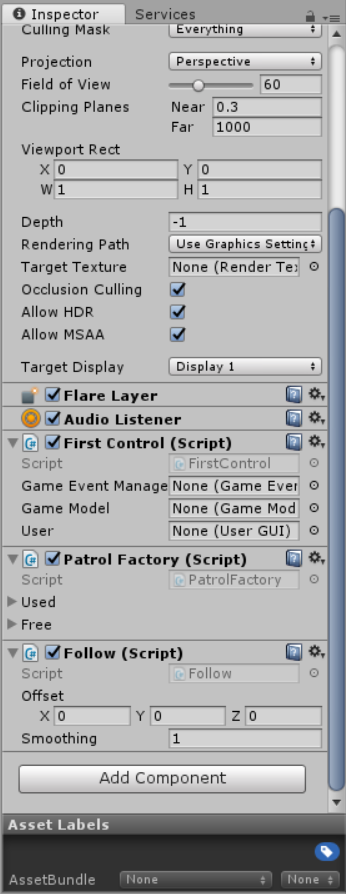 Inspector Services
Culling Mask Everything
Projection Perspective
Field of View 60
Clipping Planes Near 0.3
Far 1000
Viewport Rect
X 0 Y 0
W 1 H 1
Depth -1
Rendering Path Use Graphics Setting
Target Texture None (Render Te
Occlusion Culling
Allow HDR
Allow MSAA
Target Display Display 1
Flare Layer
Audio Listener
C# First Control (Script)
Script FirstControl
Game Event Manage None (Game Ever
Game Model None (Game Mod
User None (User GUI)
C# Patrol Factory (Script)
Script PatrolFactory
Used
Free
C# Follow (Script)
Script Follow
Offset
X 0 Y 0 Z 0
Smoothing 1
Add Component
Asset Labels
AssetBundle None None